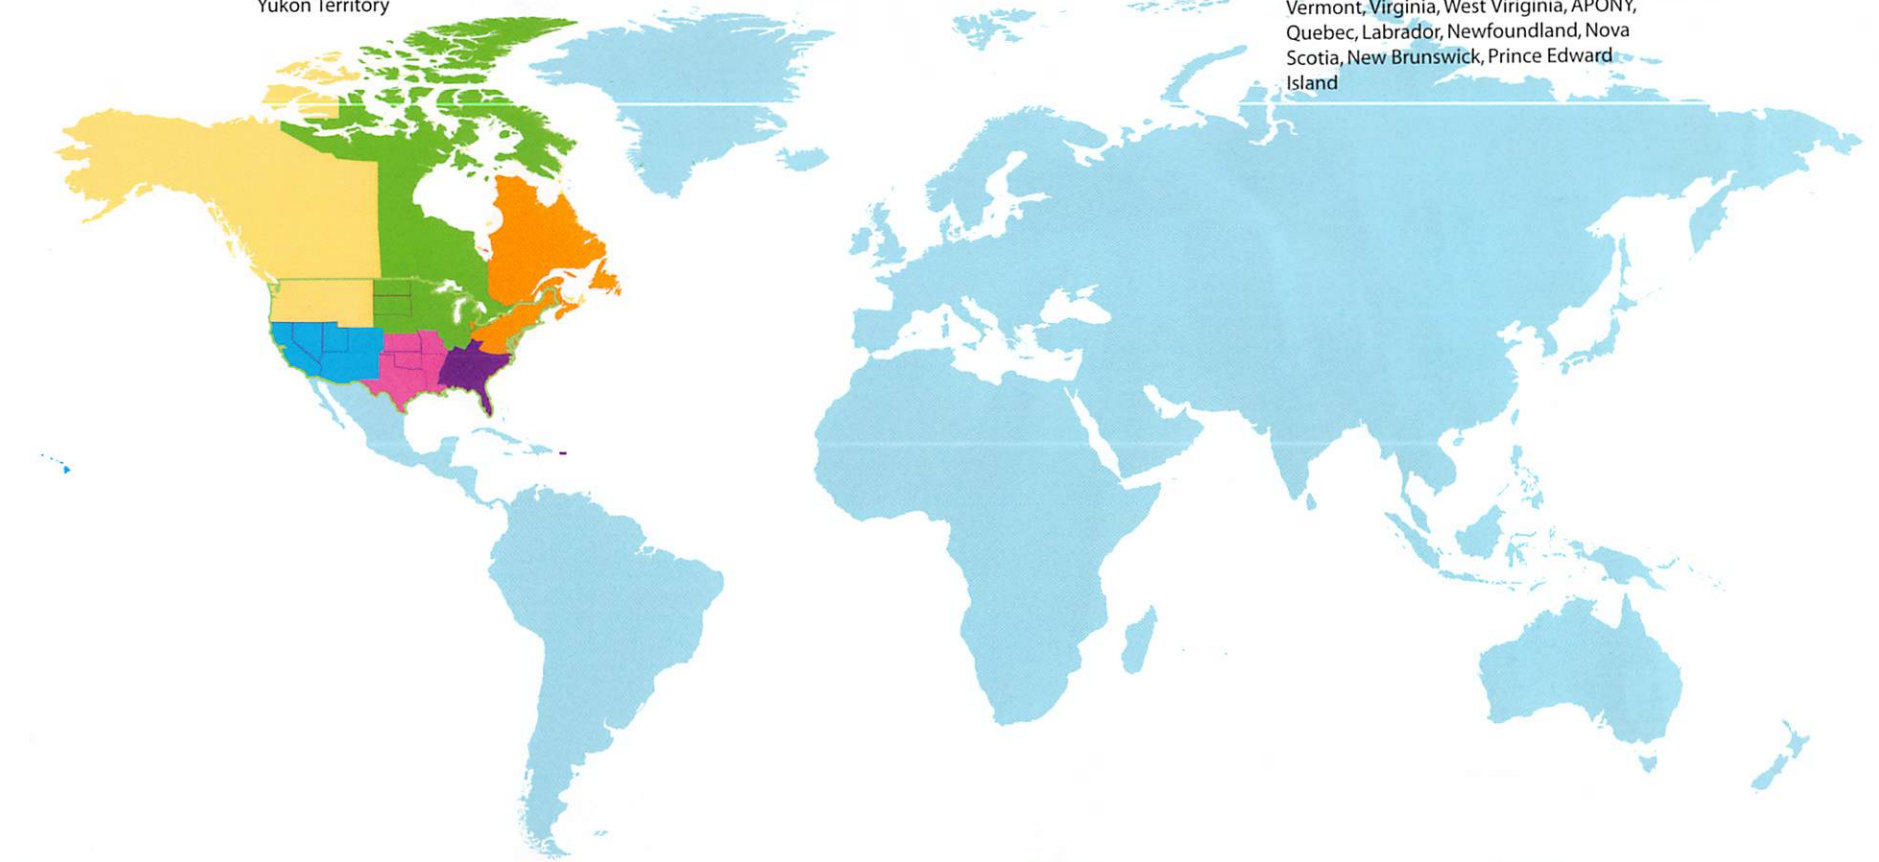 Yukon Territory
Vermont, Virginia, West Viriginia, APONY,
Quebec, Labrador, Newfoundland, Nova
Scotia, New Brunswick, Prince Edward
Island